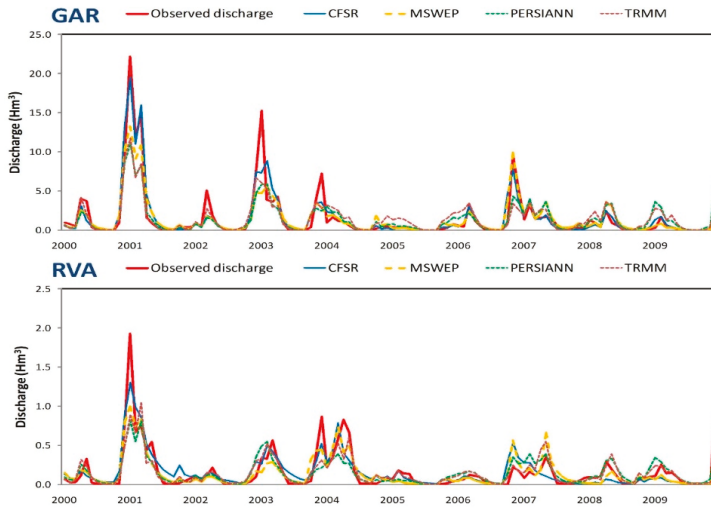 GAR
Observed discharge CFSR MSWEP PERSIANN TRMM
Discharge (Hm³)
25.0
20.0
15.0
10.0
5.0
0.0
2000 2001 2002 2003 2004 2005 2006 2007 2008 2009
RVA
Observed discharge CFSR MSWEP PERSIANN TRMM
Discharge (Hm³)
2.5
2.0
1.5
1.0
0.5
0.0
2000 2001 2002 2003 2004 2005 2006 2007 2008 2009